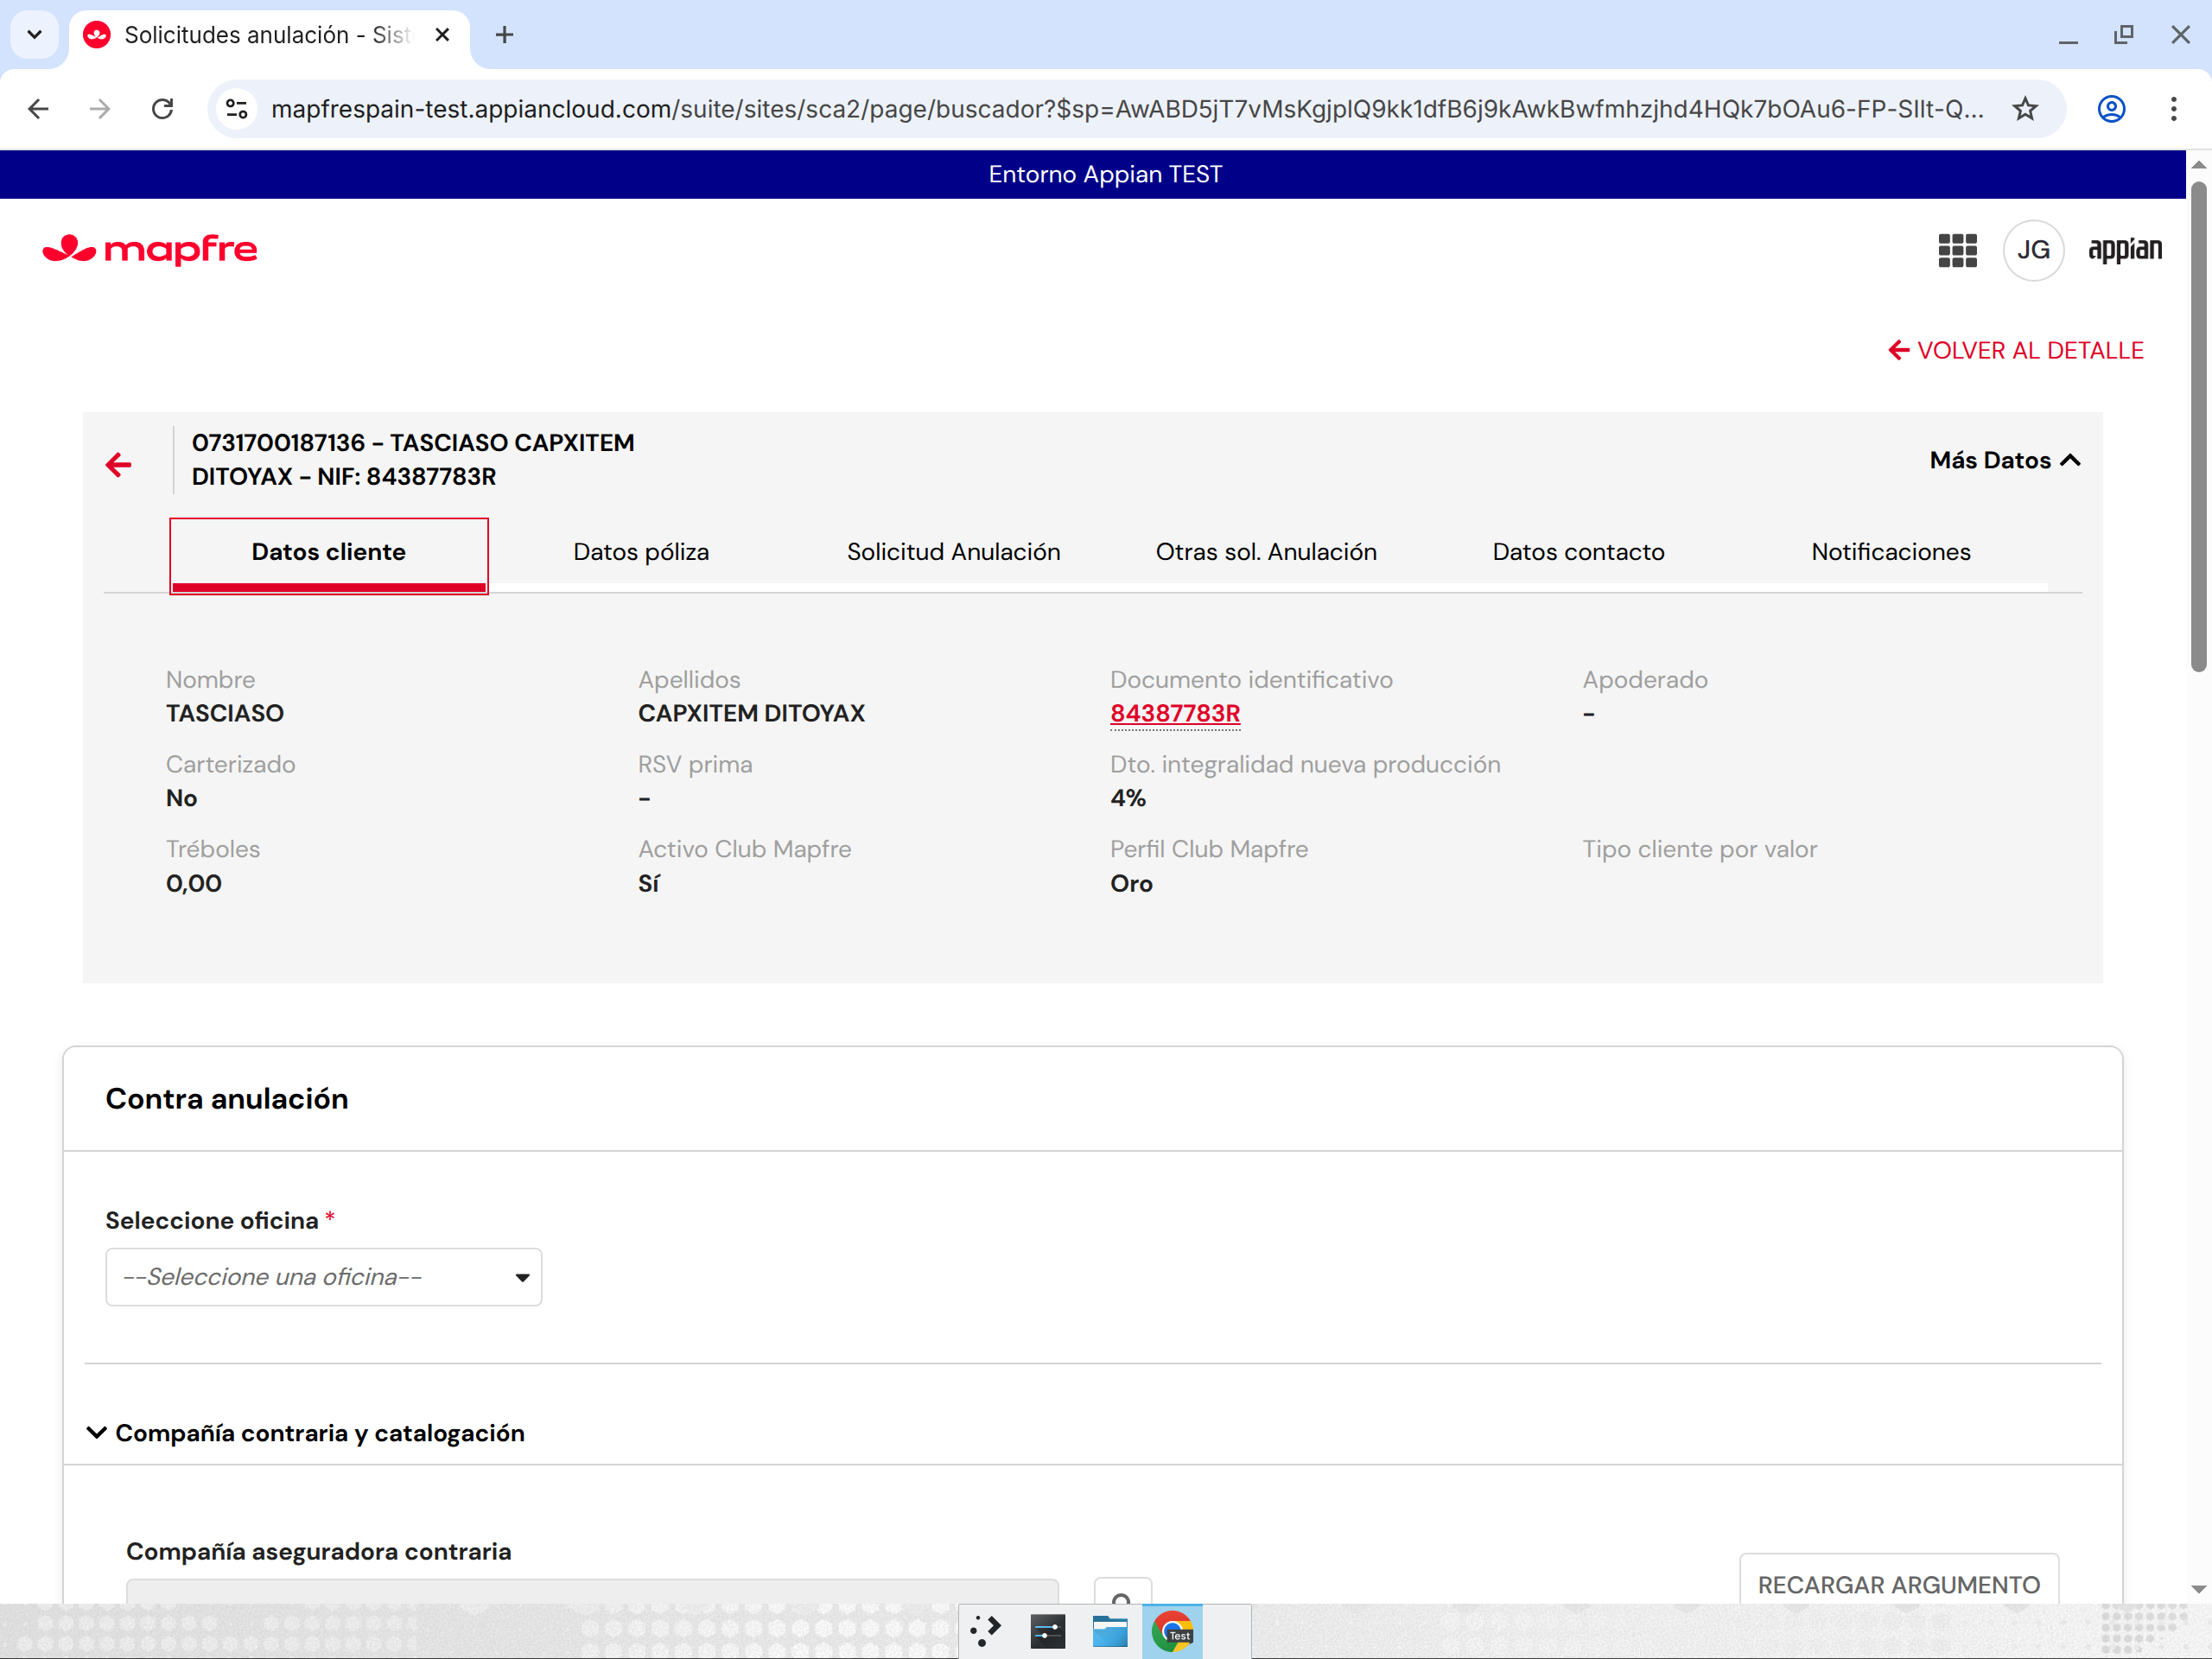 Solicitudes anulación - Sist
mapfrespain-test.appiancloud.com/suite/sites/sca2/page/buscador?$sp=AwABD5jT7vMsKgjplQ9kk1dfB6j9kAwkBwfmhzjhd4HQk7bOAu6-FP-Sllt-Q...
Entorno Appian TEST
mapfre
JG
appian
VOLVER AL DETALLE
0731700187136 - TASCIASO CAPXITEM
DITOYAX - NIF: 84387783R
Más Datos
Datos cliente
Datos póliza
Solicitud Anulación
Otras sol. Anulación
Datos contacto
Notificaciones
Nombre
TASCIASO
Apellidos
CAPXITEM DITOYAX
Documento identificativo
84387783R
Apoderado
-
Carterizado
No
RSV prima
-
Dto. integralidad nueva producción
4%
Tréboles
0,00
Activo Club Mapfre
Sí
Perfil Club Mapfre
Oro
Tipo cliente por valor
Contra anulación
Seleccione oficina *
--Seleccione una oficina--
Compañía contraria y catalogación
Compañía aseguradora contraria
RECARGAR ARGUMENTO
Test